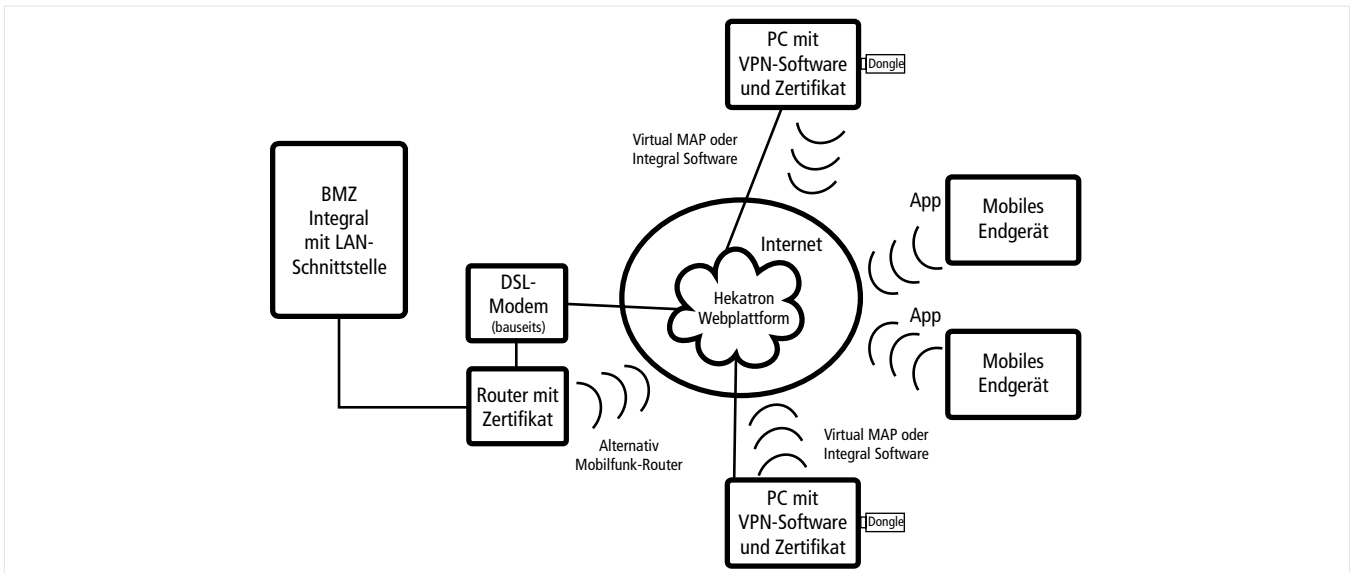 PC mit
VPN-Software
und Zertifikat
Dongle
Virtual MAP oder
Integral Software
BMZ
Integral
mit LAN-
Schnittstelle
App
Mobiles
Endgerät
Internet
DSL-
Modem
(bauseits)
Hekatron
Webplattform
App
Mobiles
Endgerät
Router mit
Zertifikat
Alternativ
Mobilfunk-Router
Virtual MAP oder
Integral Software
PC mit
VPN-Software
und Zertifikat
Dongle